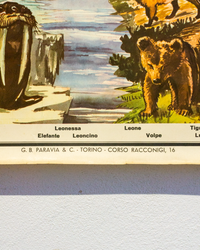 Leonessa Leone Tig
Elefante Leoncino Volpe L
G. B. PARAVIA & C. - TORINO - CORSO RACCONIGI, 16